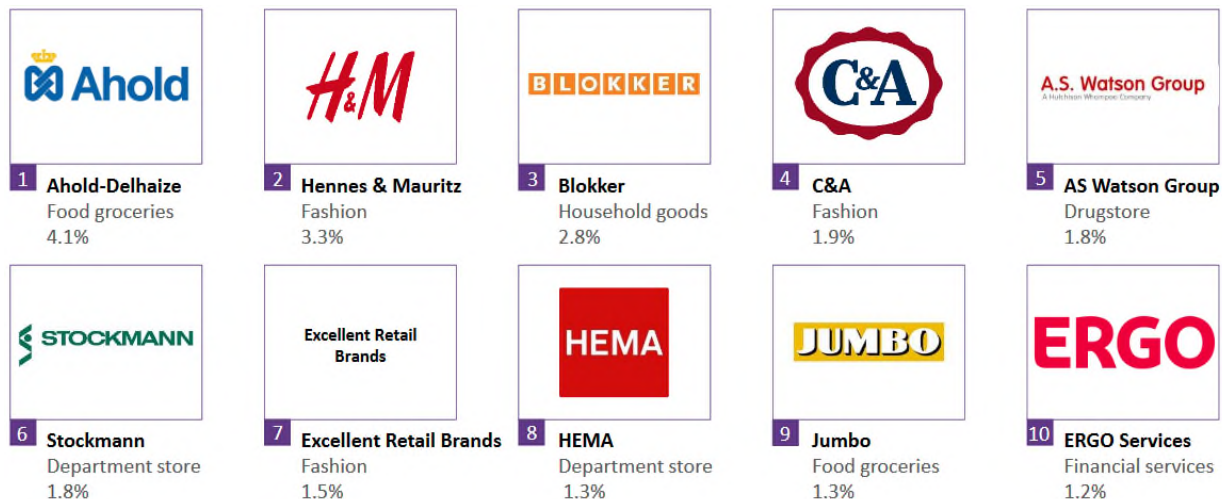 Ahold
H&M
BLOKKER
C&A
A.S. Watson Group
A Hutchison Whampoa Company
1 Ahold-Delhaize
Food groceries
4.1%
2 Hennes & Mauritz
Fashion
3.3%
3 Blokker
Household goods
2.8%
4 C&A
Fashion
1.9%
5 AS Watson Group
Drugstore
1.8%
STOCKMANN
Excellent Retail
Brands
HEMA
JUMBO
ERGO
6 Stockmann
Department store
1.8%
7 Excellent Retail Brands
Fashion
1.5%
8 HEMA
Department store
1.3%
9 Jumbo
Food groceries
1.3%
10 ERGO Services
Financial services
1.2%